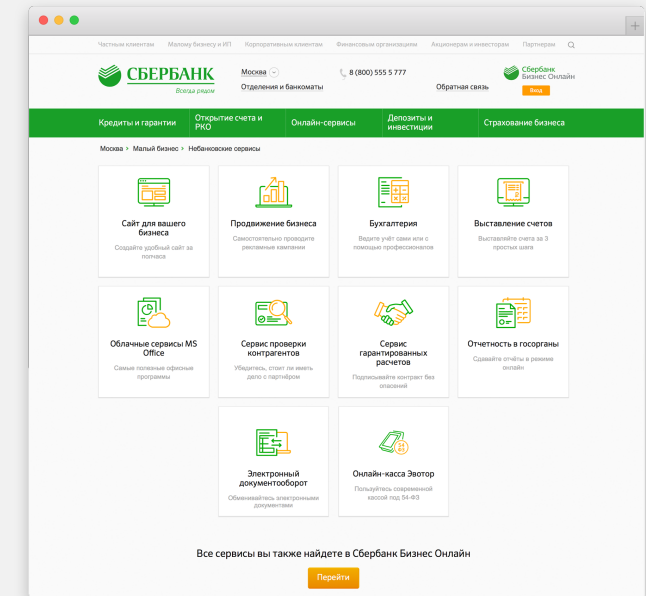 Частным клиентам Малому бизнесу и ИП Корпоративным клиентам Финансовым организациям Акционерам и инвесторам Партнерам
СБЕРБАНК
Всегда рядом
Москва
Отделения и банкоматы
8 (800) 555 5 777
Обратная связь
Сбербанк
Бизнес Онлайн
Вход
Кредиты и гарантии
Открытие счета и
РКО
Онлайн-сервисы
Депозиты и
инвестиции
Страхование бизнеса
Москва > Малый бизнес > Небанковские сервисы
Сайт для вашего
бизнеса
Создайте удобный сайт за
полчаса
Продвижение бизнеса
Самостоятельно проводите
рекламные кампании
Бухгалтерия
Ведите учёт сами или с
помощью профессионалов
Выставление счетов
Выставляйте счета за 3
простых шага
Облачные сервисы MS
Office
Самые полезные офисные
программы
Сервис проверки
контрагентов
Убедитесь, стоит ли иметь
дело с партнёром
Сервис
гарантированных
расчетов
Подписывайте контракт без
опасений
Отчетность в госорганы
Сдавайте отчёты в режиме
онлайн
Электронный
документооборот
Обменивайтесь электронными
документами
54
ФЗ
Онлайн-касса Эвотор
Пользуйтесь современной
кассой под 54-ФЗ
Все сервисы вы также найдете в Сбербанк Бизнес Онлайн
Перейти